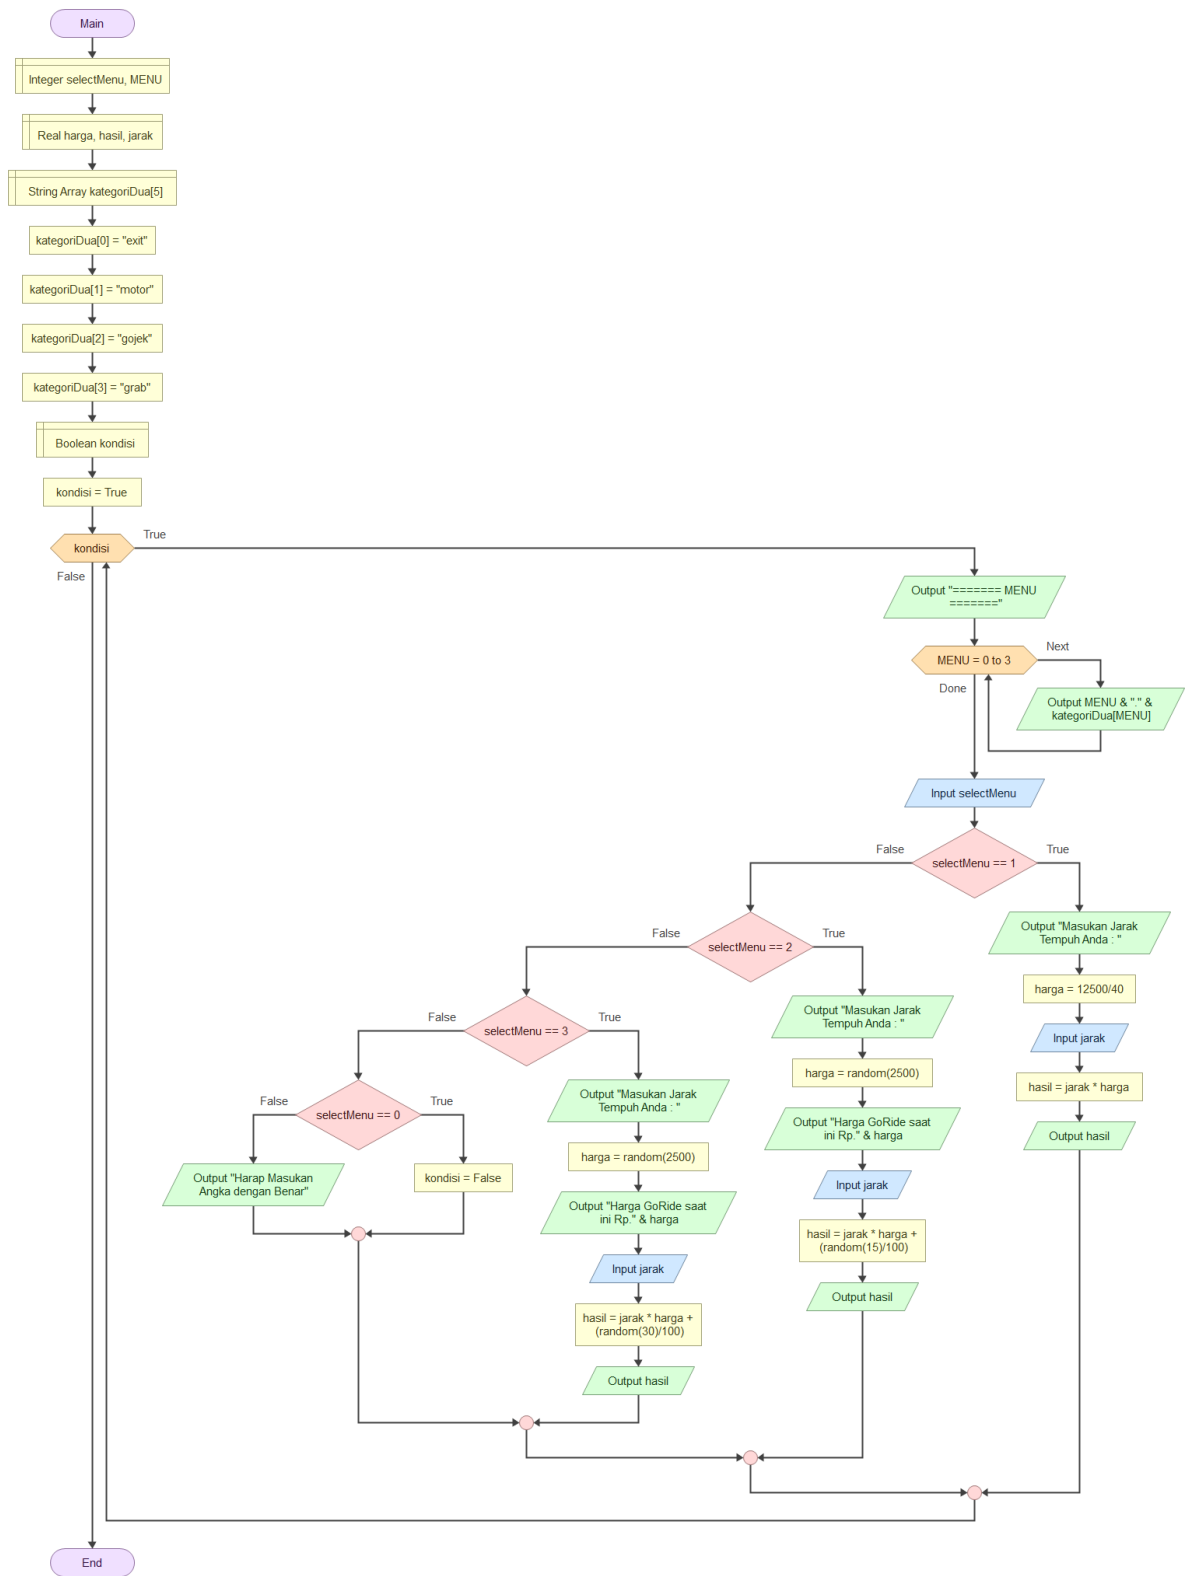 Main
Integer selectMenu, MENU
Real harga, hasil, jarak
String Array kategoriDua[5]
kategoriDua[0] = "exit"
kategoriDua[1] = "motor"
kategoriDua[2] = "gojek"
kategoriDua[3] = "grab"
Boolean kondisi
kondisi = True
kondisi
True
False
Output "======= MENU
======="
MENU = 0 to 3
Next
Done
Output MENU & "." &
kategoriDua[MENU]
Input selectMenu
selectMenu == 1
False
True
Output "Masukan Jarak
Tempuh Anda : "
harga = 12500/40
Input jarak
hasil = jarak * harga
Output hasil
selectMenu == 2
False
True
Output "Masukan Jarak
Tempuh Anda : "
harga = random(2500)
Output "Harga GoRide saat
ini Rp." & harga
Input jarak
hasil = jarak * harga +
(random(15)/100)
Output hasil
selectMenu == 3
False
True
Output "Masukan Jarak
Tempuh Anda : "
harga = random(2500)
Output "Harga GoRide saat
ini Rp." & harga
Input jarak
hasil = jarak * harga +
(random(30)/100)
Output hasil
selectMenu == 0
False
True
Output "Harap Masukan
Angka dengan Benar"
kondisi = False
End